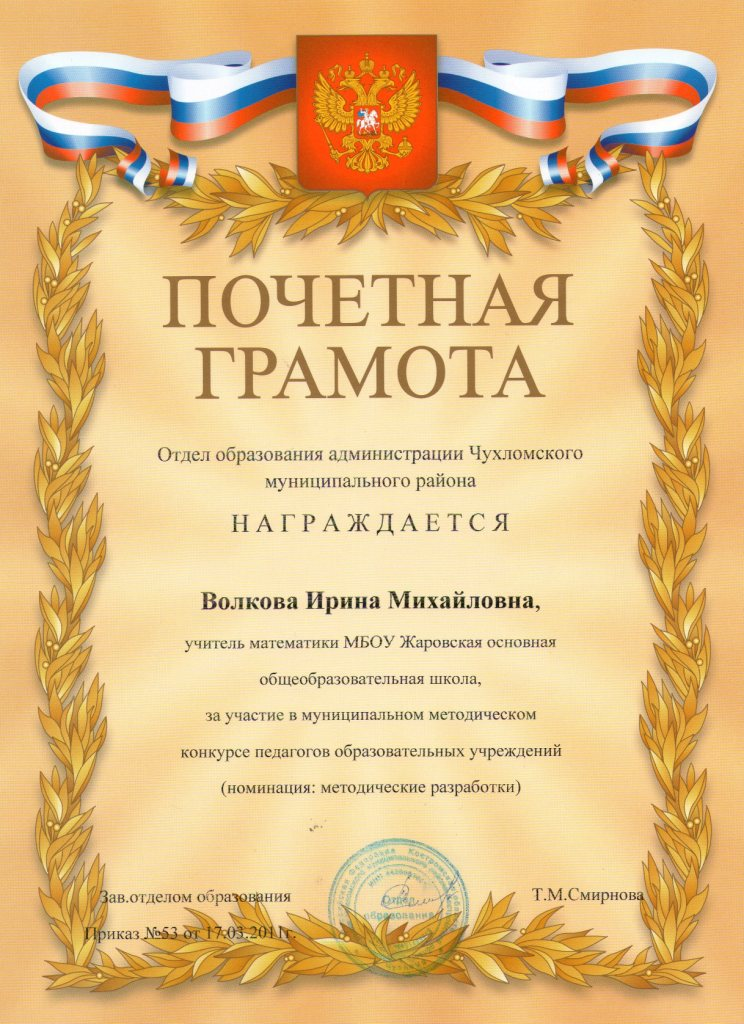 ПОЧЕТНАЯ
ГРАМОТА
Отдел образования администрации Чухломского
муниципального района
НАГРАЖДАЕТСЯ
Волкова Ирина Михайловна,
учитель математики МБОУ Жаровская основная
общеобразовательная школа,
за участие в муниципальном методическом
конкурсе педагогов образовательных учреждений
(номинация: методические разработки)
Зав.отделом образования
Т.М.Смирнова
Приказ №53 от 17.03.2011г.
Отдел
образования